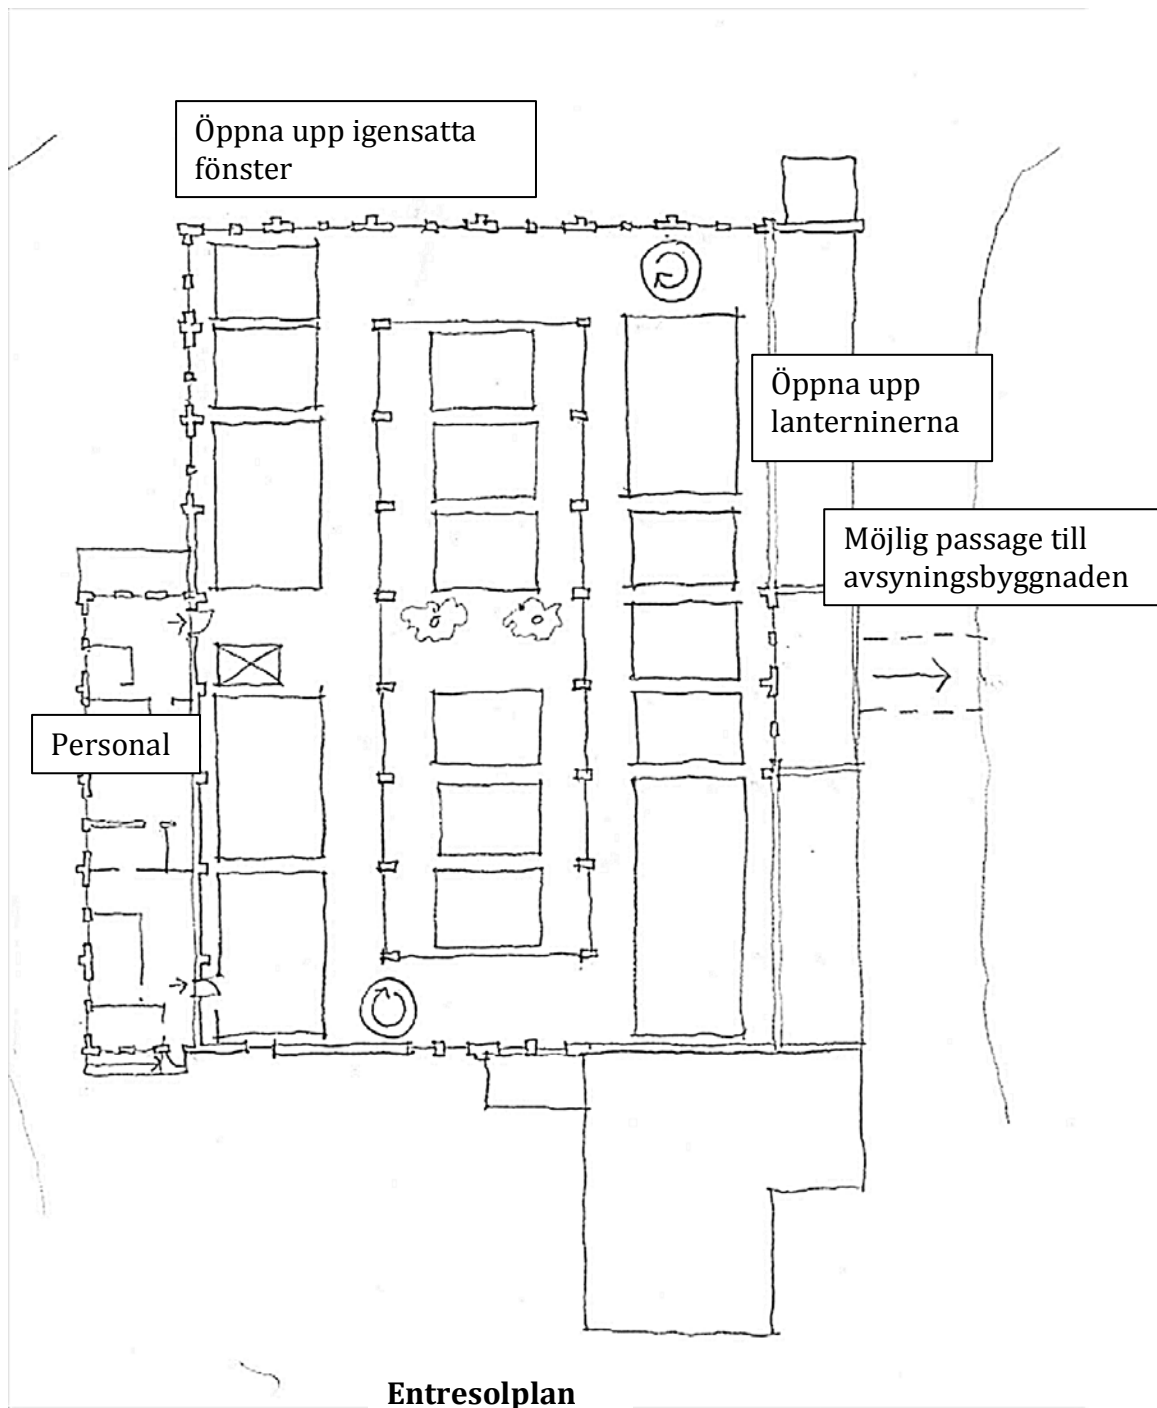 Öppna upp igensatta
fönster
Öppna upp
lanterninerna
Möjlig passage till
avsyningsbyggnaden
Personal
Entresolplan